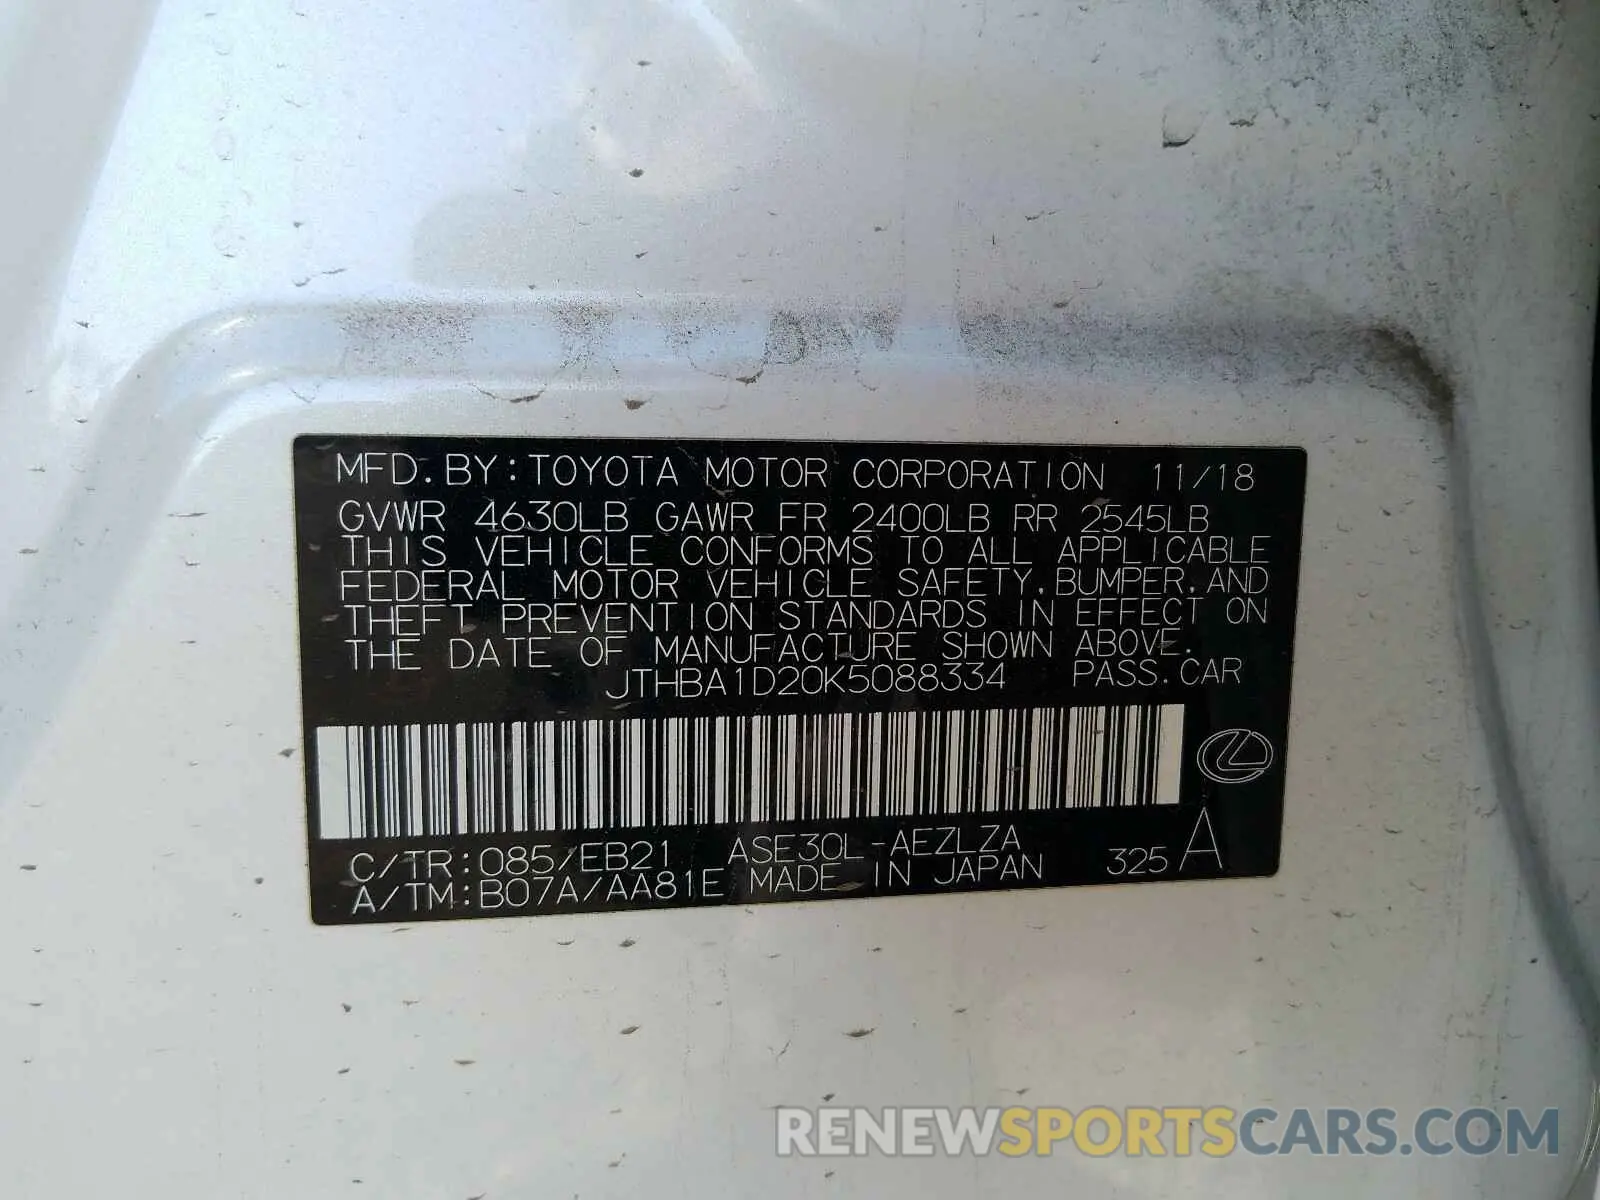 MFD.BY:TOYOTA MOTOR CORPORATION 11/18
GVWR 4630LB GAWR FR 2400LB RR 2545LB
THIS VEHICLE CONFORMS TO ALL APPLICABLE
FEDERAL MOTOR VEHICLE SAFETY,BUMPER,AND
THEFT PREVENTION STANDARDS IN EFFECT ON
THE DATE OF MANUFACTURE SHOWN ABOVE.
JTHBA1D20K5088334 PASS.CAR
C/TR:085/EB21 ASE30L-AEZLZA
A/TM:B07A/AA81E MADE IN JAPAN 325 A
RENEWSPORTSCARS.COM